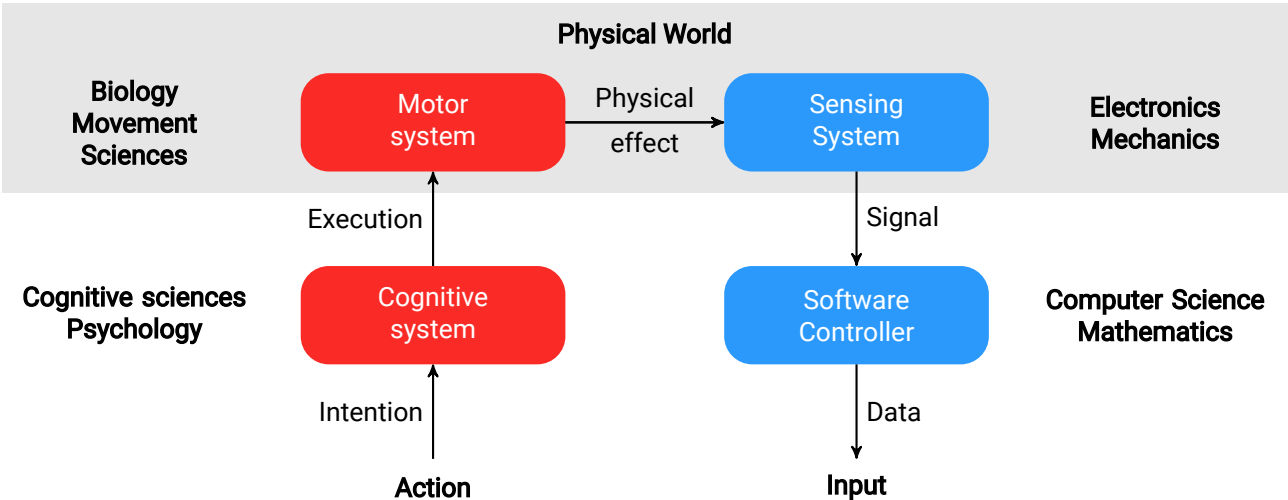 Physical World
Biology
Movement
Sciences
Motor
system
Physical
effect
Sensing
System
Electronics
Mechanics
Execution
Signal
Cognitive sciences
Psychology
Cognitive
system
Software
Controller
Computer Science
Mathematics
Intention
Data
Action
Input